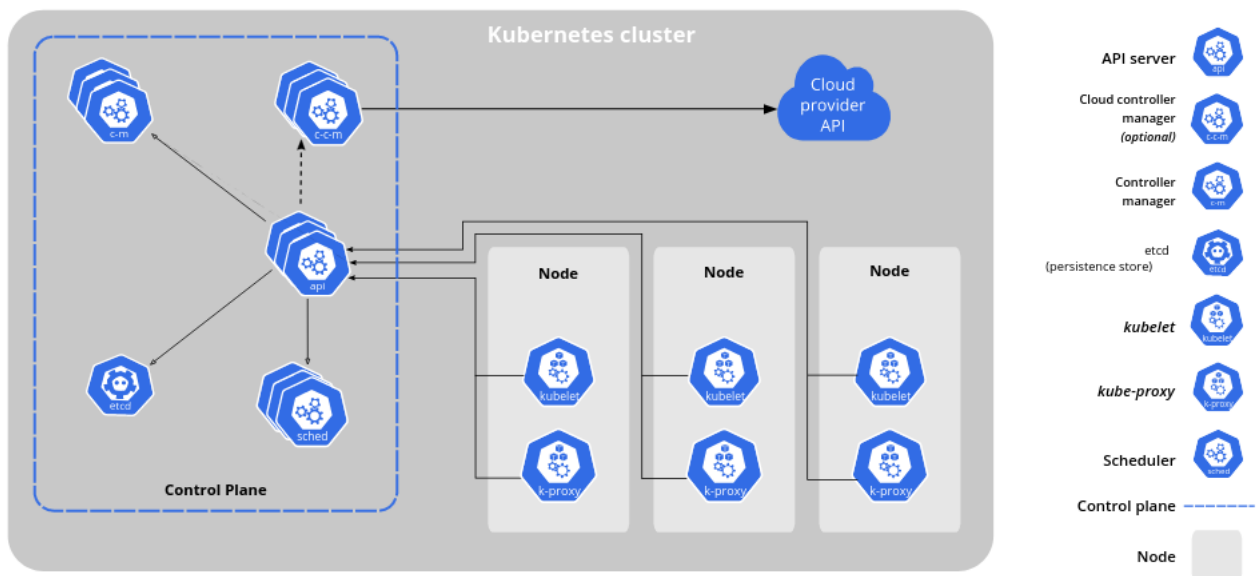 Kubernetes cluster
c-m
c-c-m
Cloud
provider
API
api
etcd
sched
Control Plane
Node
kubelet
k-proxy
Node
kubelet
k-proxy
Node
kubelet
k-proxy
API server
api
Cloud controller
manager
(optional)
c-c-m
Controller
manager
c-m
etcd
(persistence store)
etcd
kubelet
kubelet
kube-proxy
k-proxy
Scheduler
sched
Control plane
Node